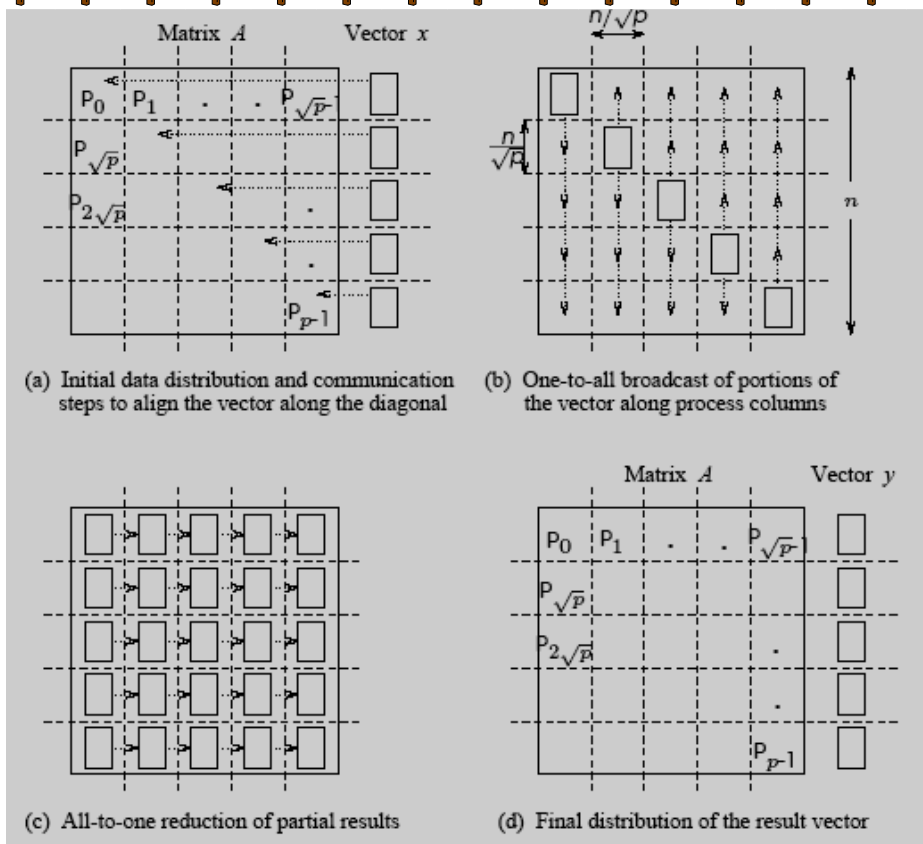 Matrix A Vector x
P₀ P₁ . . P√p-1
P√p
P₂√p
.
.
Pp-1
(a) Initial data distribution and communication
steps to align the vector along the diagonal
n/√p
n/√p
n
(b) One-to-all broadcast of portions of
the vector along process columns
(c) All-to-one reduction of partial results
Matrix A Vector y
P₀ P₁ . . P√p-1
P√p
P₂√p
.
.
Pp-1
(d) Final distribution of the result vector